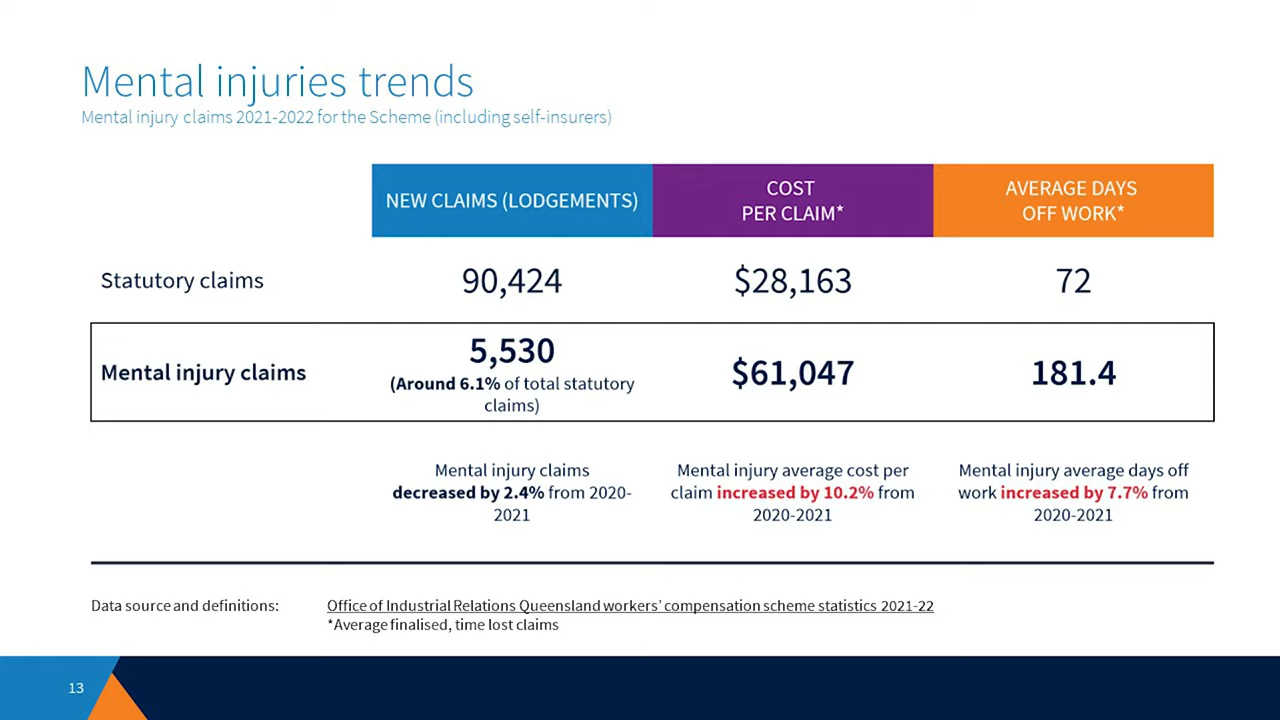 Mental injuries trends
Mental injury claims 2021-2022 for the Scheme (including self-insurers)
NEW CLAIMS (LODGEMENTS)
COST
PER CLAIM*
AVERAGE DAYS
OFF WORK*
Statutory claims
90,424
$28,163
72
Mental injury claims
5,530
(Around 6.1% of total statutory
claims)
$61,047
181.4
Mental injury claims
decreased by 2.4% from 2020-
2021
Mental injury average cost per
claim increased by 10.2% from
2020-2021
Mental injury average days off
work increased by 7.7% from
2020-2021
Data source and definitions:
Office of Industrial Relations Queensland workers’ compensation scheme statistics 2021-22
*Average finalised, time lost claims
13